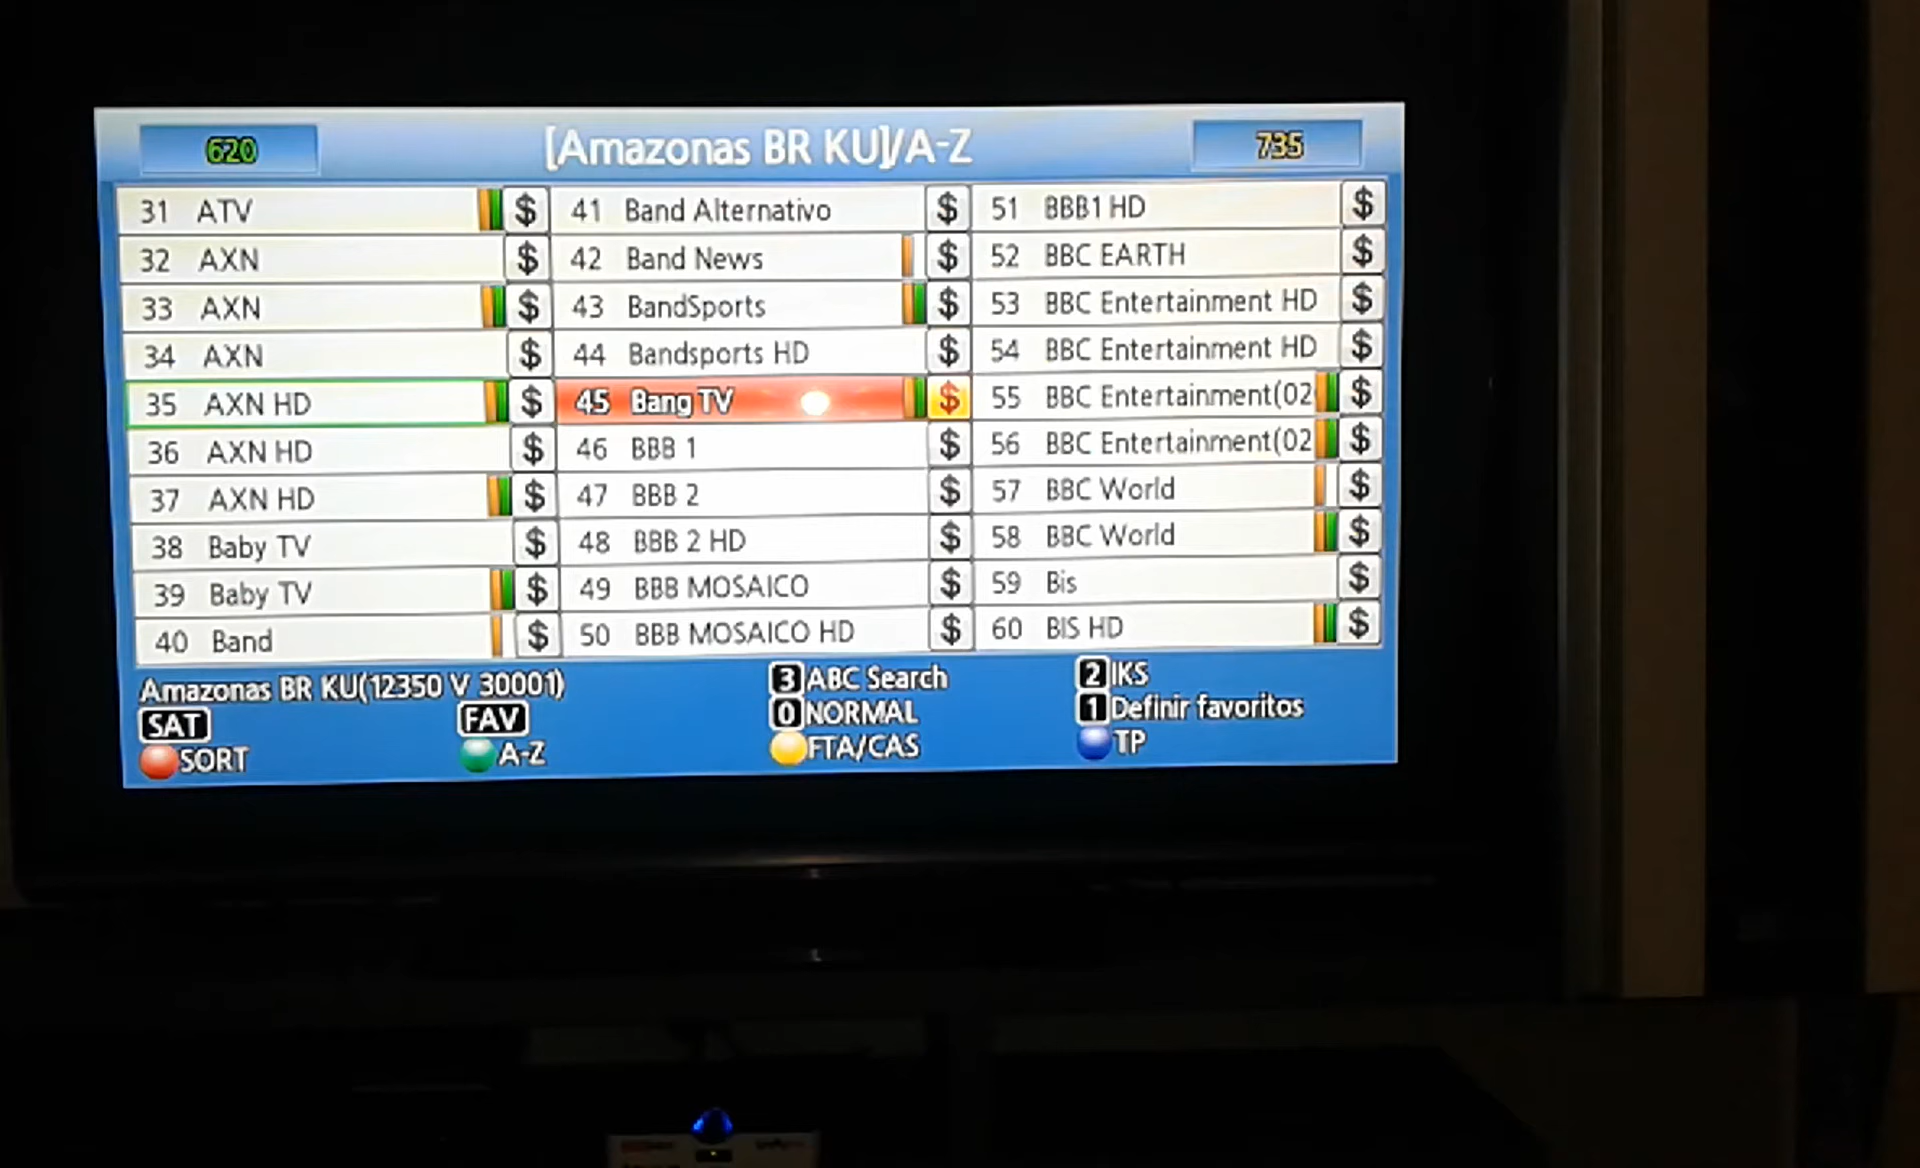 620 [Amazonas BR KU]/A-Z 735
31 ATV $ 41 Band Alternativo $ 51 BBB1 HD $
32 AXN $ 42 Band News $ 52 BBC EARTH $
33 AXN $ 43 BandSports $ 53 BBC Entertainment HD $
34 AXN $ 44 Bandsports HD $ 54 BBC Entertainment HD $
35 AXN HD $ 45 Bang TV $ 55 BBC Entertainment(02 $
36 AXN HD $ 46 BBB 1 $ 56 BBC Entertainment(02 $
37 AXN HD $ 47 BBB 2 $ 57 BBC World $
38 Baby TV $ 48 BBB 2 HD $ 58 BBC World $
39 Baby TV $ 49 BBB MOSAICO $ 59 Bis $
40 Band $ 50 BBB MOSAICO HD $ 60 BIS HD $
Amazonas BR KU(12350 V 30001) 3 ABC Search 2 IKS
SAT FAV 0 NORMAL 1 Definir favoritos
SORT A-Z FTA/CAS TP